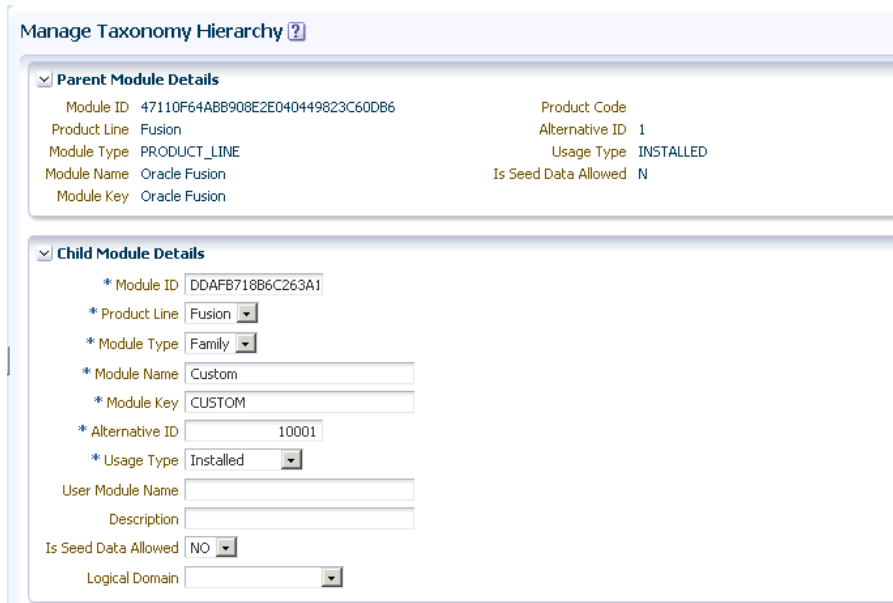 Manage Taxonomy Hierarchy ?
Parent Module Details
Module ID 47110F64ABB908E2E040449823C60DB6 Product Code
Product Line Fusion Alternative ID 1
Module Type PRODUCT_LINE Usage Type INSTALLED
Module Name Oracle Fusion Is Seed Data Allowed N
Module Key Oracle Fusion
Child Module Details
* Module ID DDAFB718B6C263A1
* Product Line Fusion
* Module Type Family
* Module Name Custom
* Module Key CUSTOM
* Alternative ID 10001
* Usage Type Installed
User Module Name
Description
Is Seed Data Allowed NO
Logical Domain